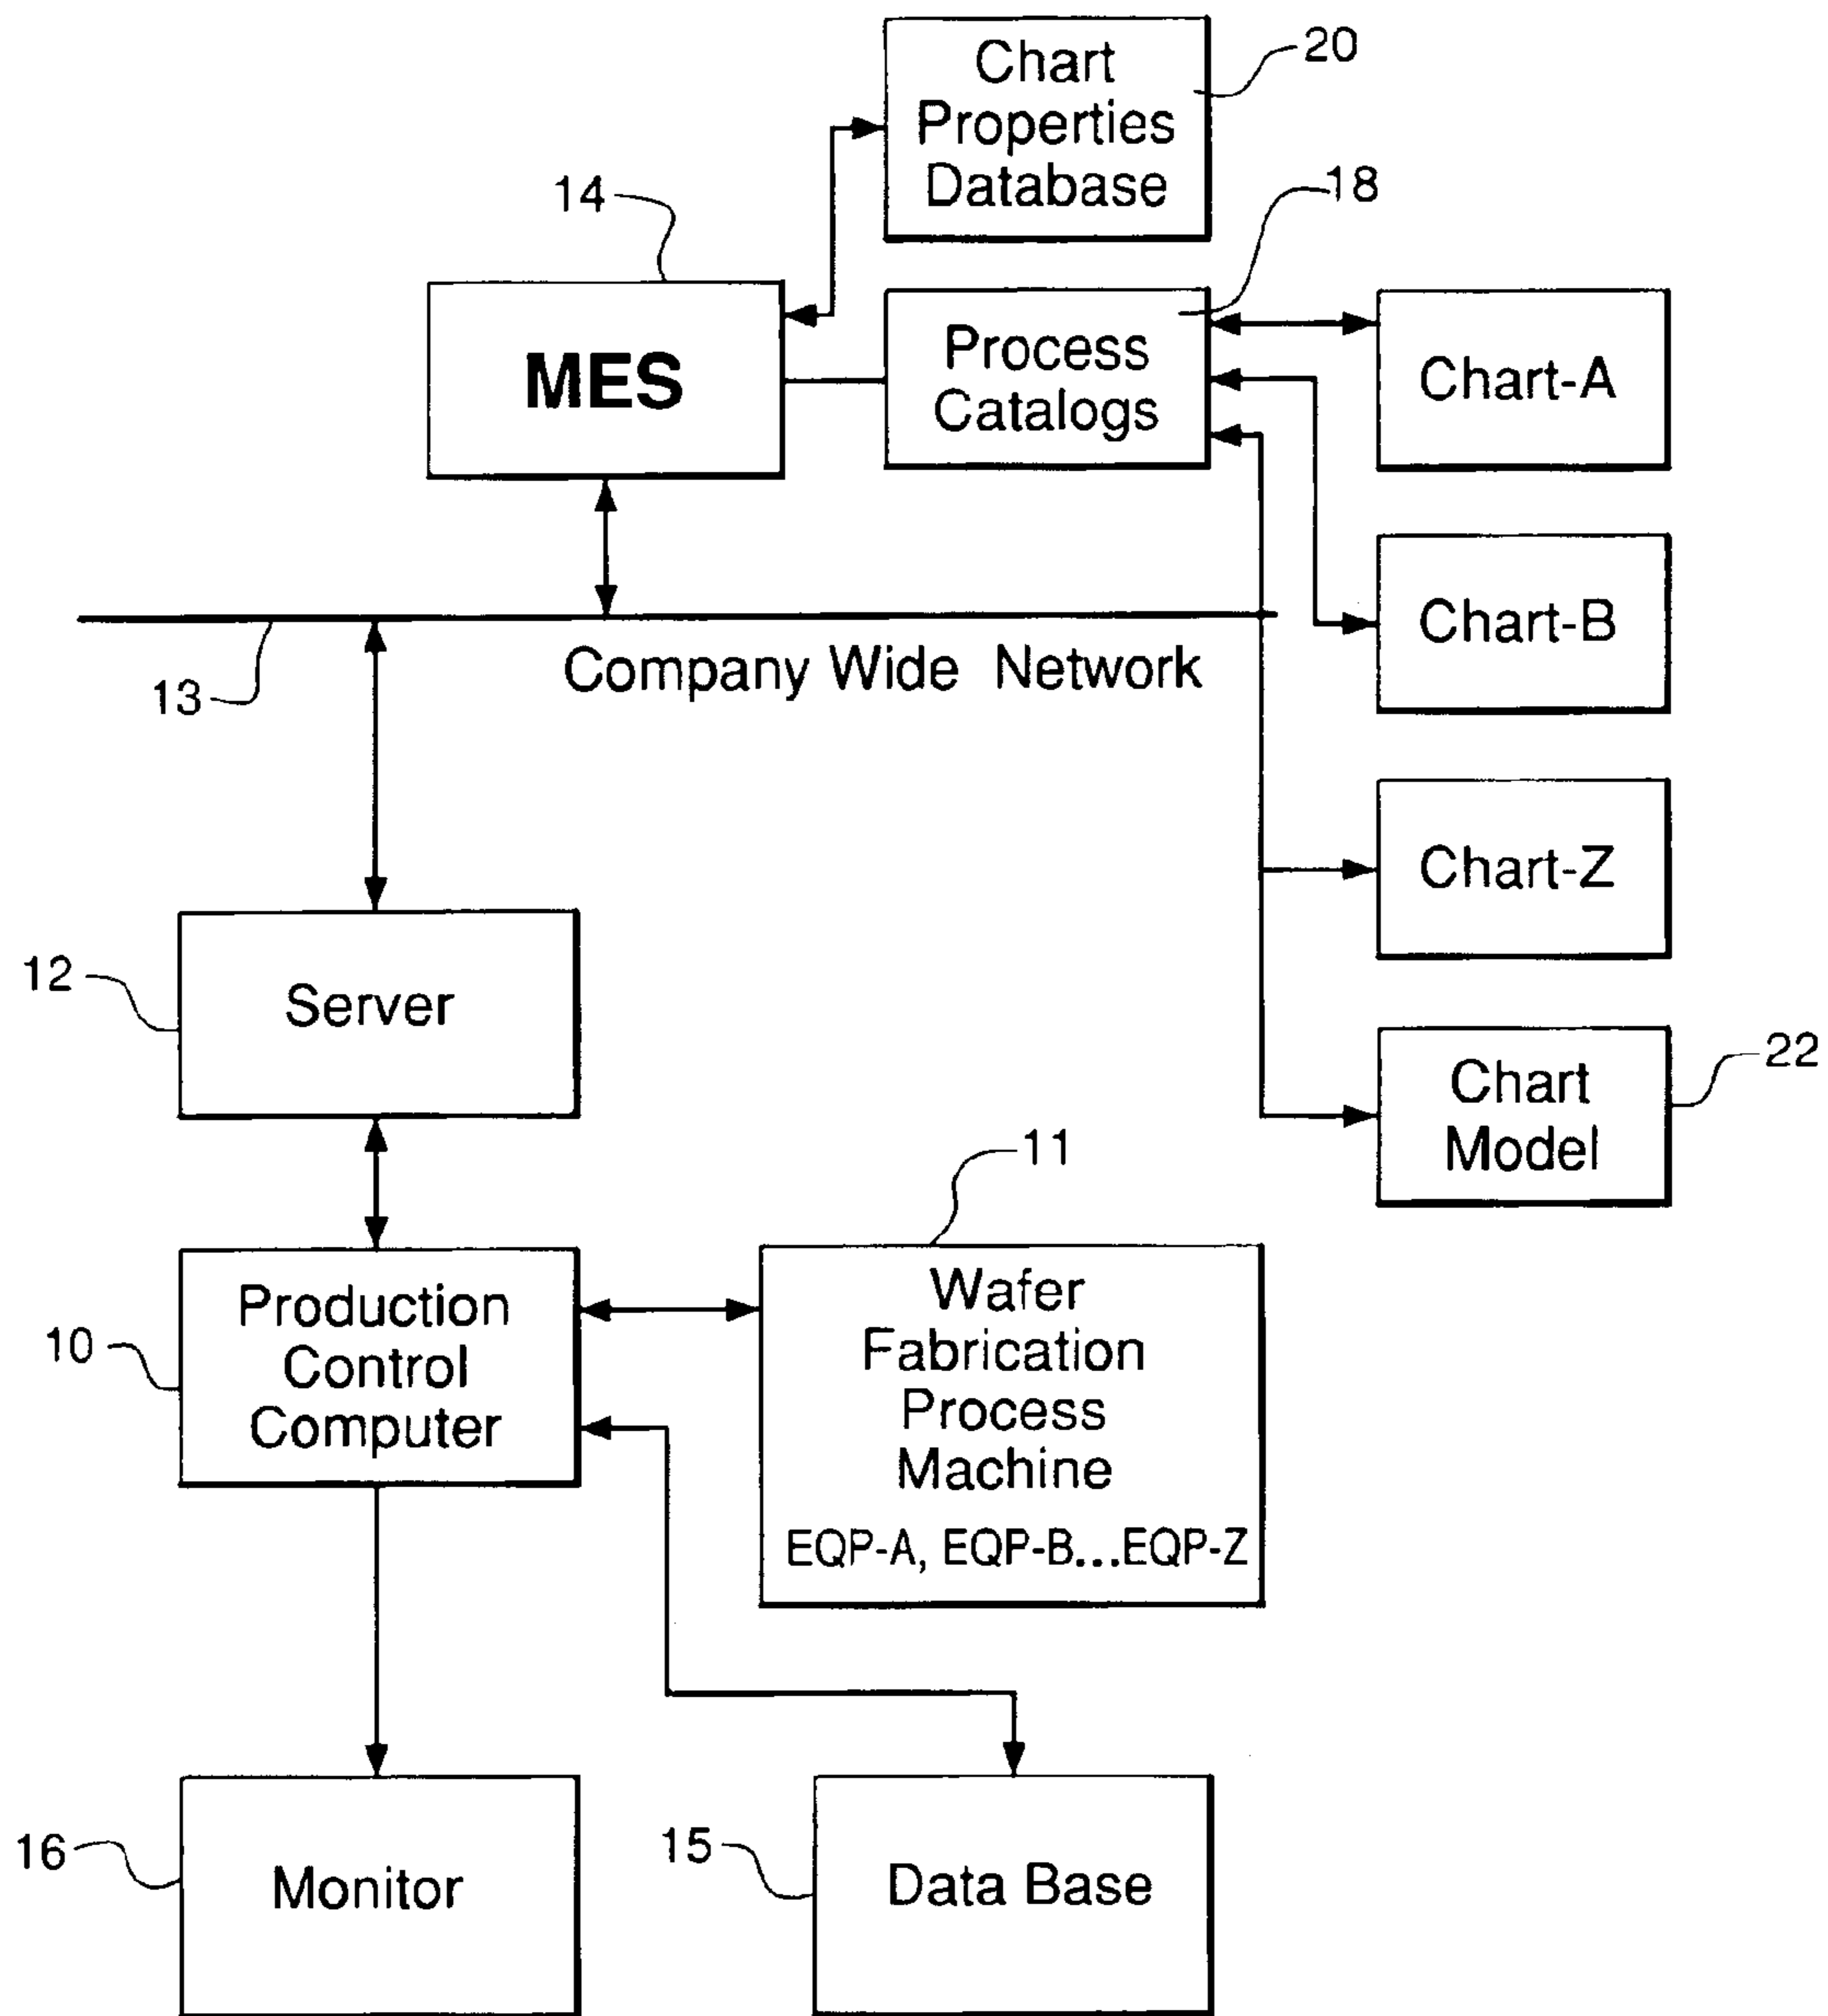 Chart
Properties
Database
20
18
14
MES
Process
Catalogs
Chart-A
Chart-B
Company Wide Network
13
Chart-Z
12
Server
Chart
Model
22
11
Production
Control
Computer
10
Wafer
Fabrication
Process
Machine
EQP-A, EQP-B...EQP-Z
16
Monitor
15
Data Base